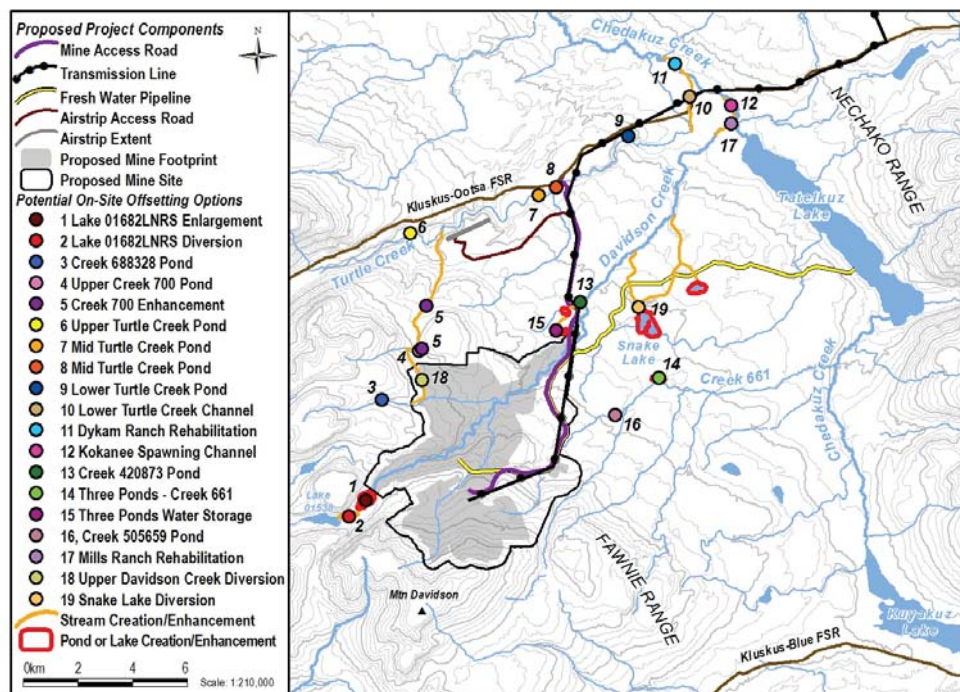 Proposed Project Components
Mine Access Road
Transmission Line
Fresh Water Pipeline
Airstrip Access Road
Airstrip Extent
Proposed Mine Footprint
Proposed Mine Site
Potential On-Site Offsetting Options
1 Lake 01682LNRS Enlargement
2 Lake 01682LNRS Diversion
3 Creek 688328 Pond
4 Upper Creek 700 Pond
5 Creek 700 Enhancement
6 Upper Turtle Creek Pond
7 Mid Turtle Creek Pond
8 Mid Turtle Creek Pond
9 Lower Turtle Creek Pond
10 Lower Turtle Creek Channel
11 Dykam Ranch Rehabilitation
12 Kokanee Spawning Channel
13 Creek 420873 Pond
14 Three Ponds - Creek 661
15 Three Ponds Water Storage
16, Creek 505659 Pond
17 Mills Ranch Rehabilitation
18 Upper Davidson Creek Diversion
19 Snake Lake Diversion
Stream Creation/Enhancement
Pond or Lake Creation/Enhancement
0km 2 4 6
Scale: 1:210,000
N
Chedakuz
Creek
11
10
12
9
17
NECHAKO RANGE
8
Kluskus-Ootsa FSR
7
Tatelkuz
Lake
6
Turtle Creek
Davidson Creek
13
5
19
15
Snake
Lake
5
4
18
14
Creek 661
3
16
Chedakuz Creek
1
Lake
01538
2
FAWNIE RANGE
Mtn Davidson
Kuyakuz
Lake
Kluskus-Blue FSR